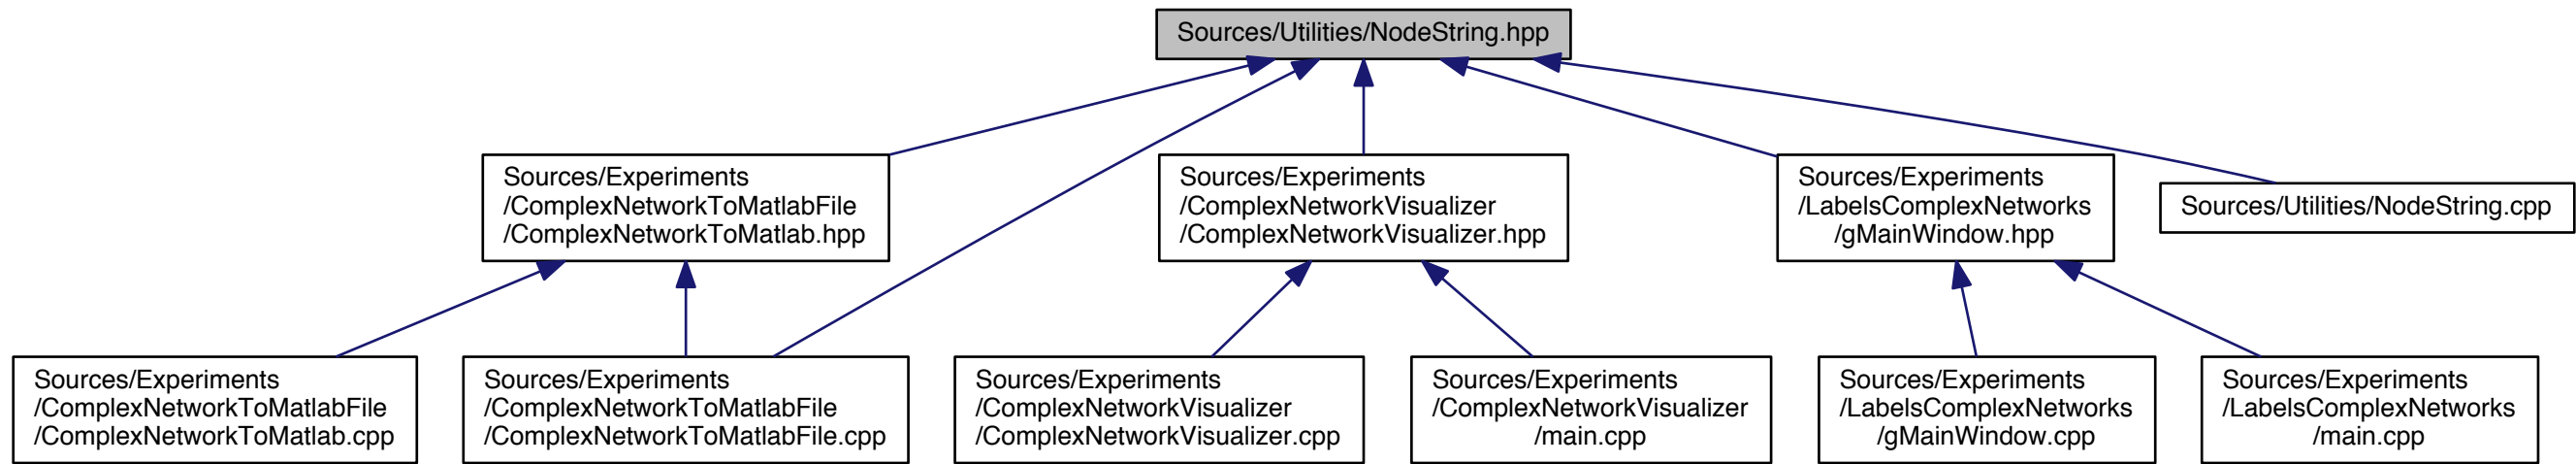 Sources/Utilities/NodeString.hpp
Sources/Experiments
/ComplexNetworkToMatlabFile
/ComplexNetworkToMatlab.hpp
Sources/Experiments
/ComplexNetworkVisualizer
/ComplexNetworkVisualizer.hpp
Sources/Experiments
/LabelsComplexNetworks
/gMainWindow.hpp
Sources/Utilities/NodeString.cpp
Sources/Experiments
/ComplexNetworkToMatlabFile
/ComplexNetworkToMatlab.cpp
Sources/Experiments
/ComplexNetworkToMatlabFile
/ComplexNetworkToMatlabFile.cpp
Sources/Experiments
/ComplexNetworkVisualizer
/ComplexNetworkVisualizer.cpp
Sources/Experiments
/ComplexNetworkVisualizer
/main.cpp
Sources/Experiments
/LabelsComplexNetworks
/gMainWindow.cpp
Sources/Experiments
/LabelsComplexNetworks
/main.cpp